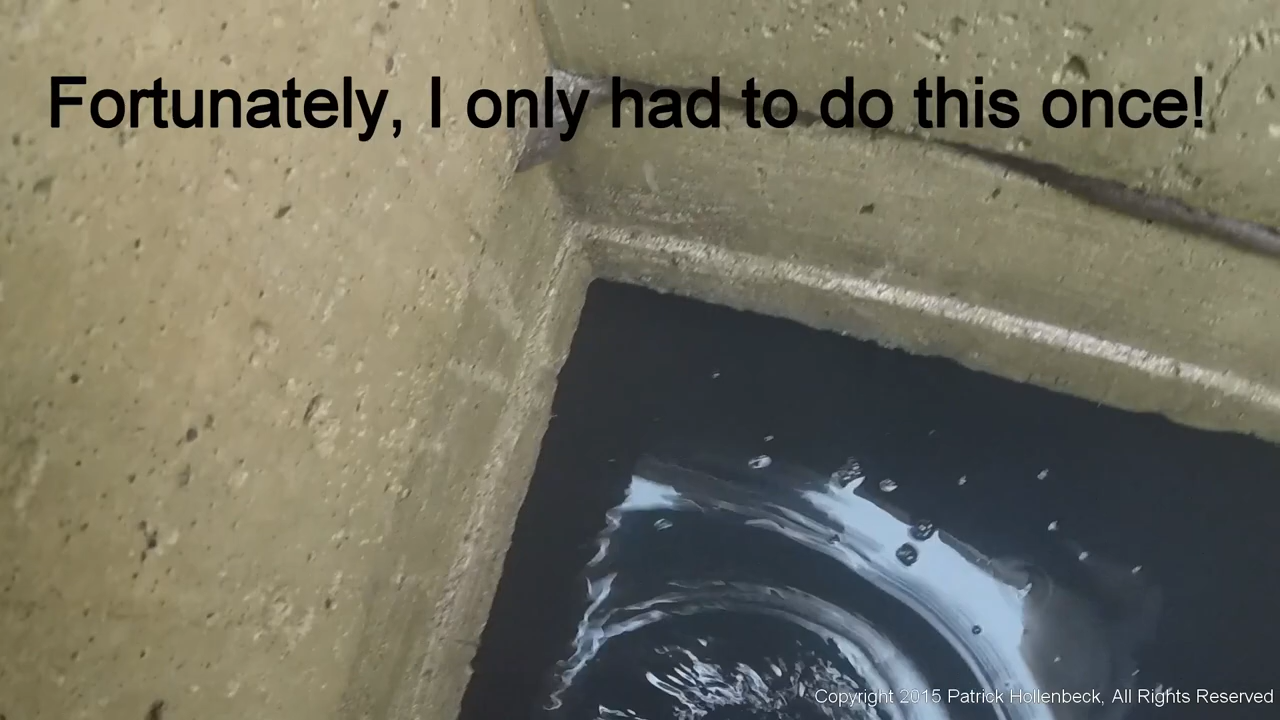 Fortunately, I only had to do this once!
Copyright 2015 Patrick Hollenbeck, All Rights Reserved